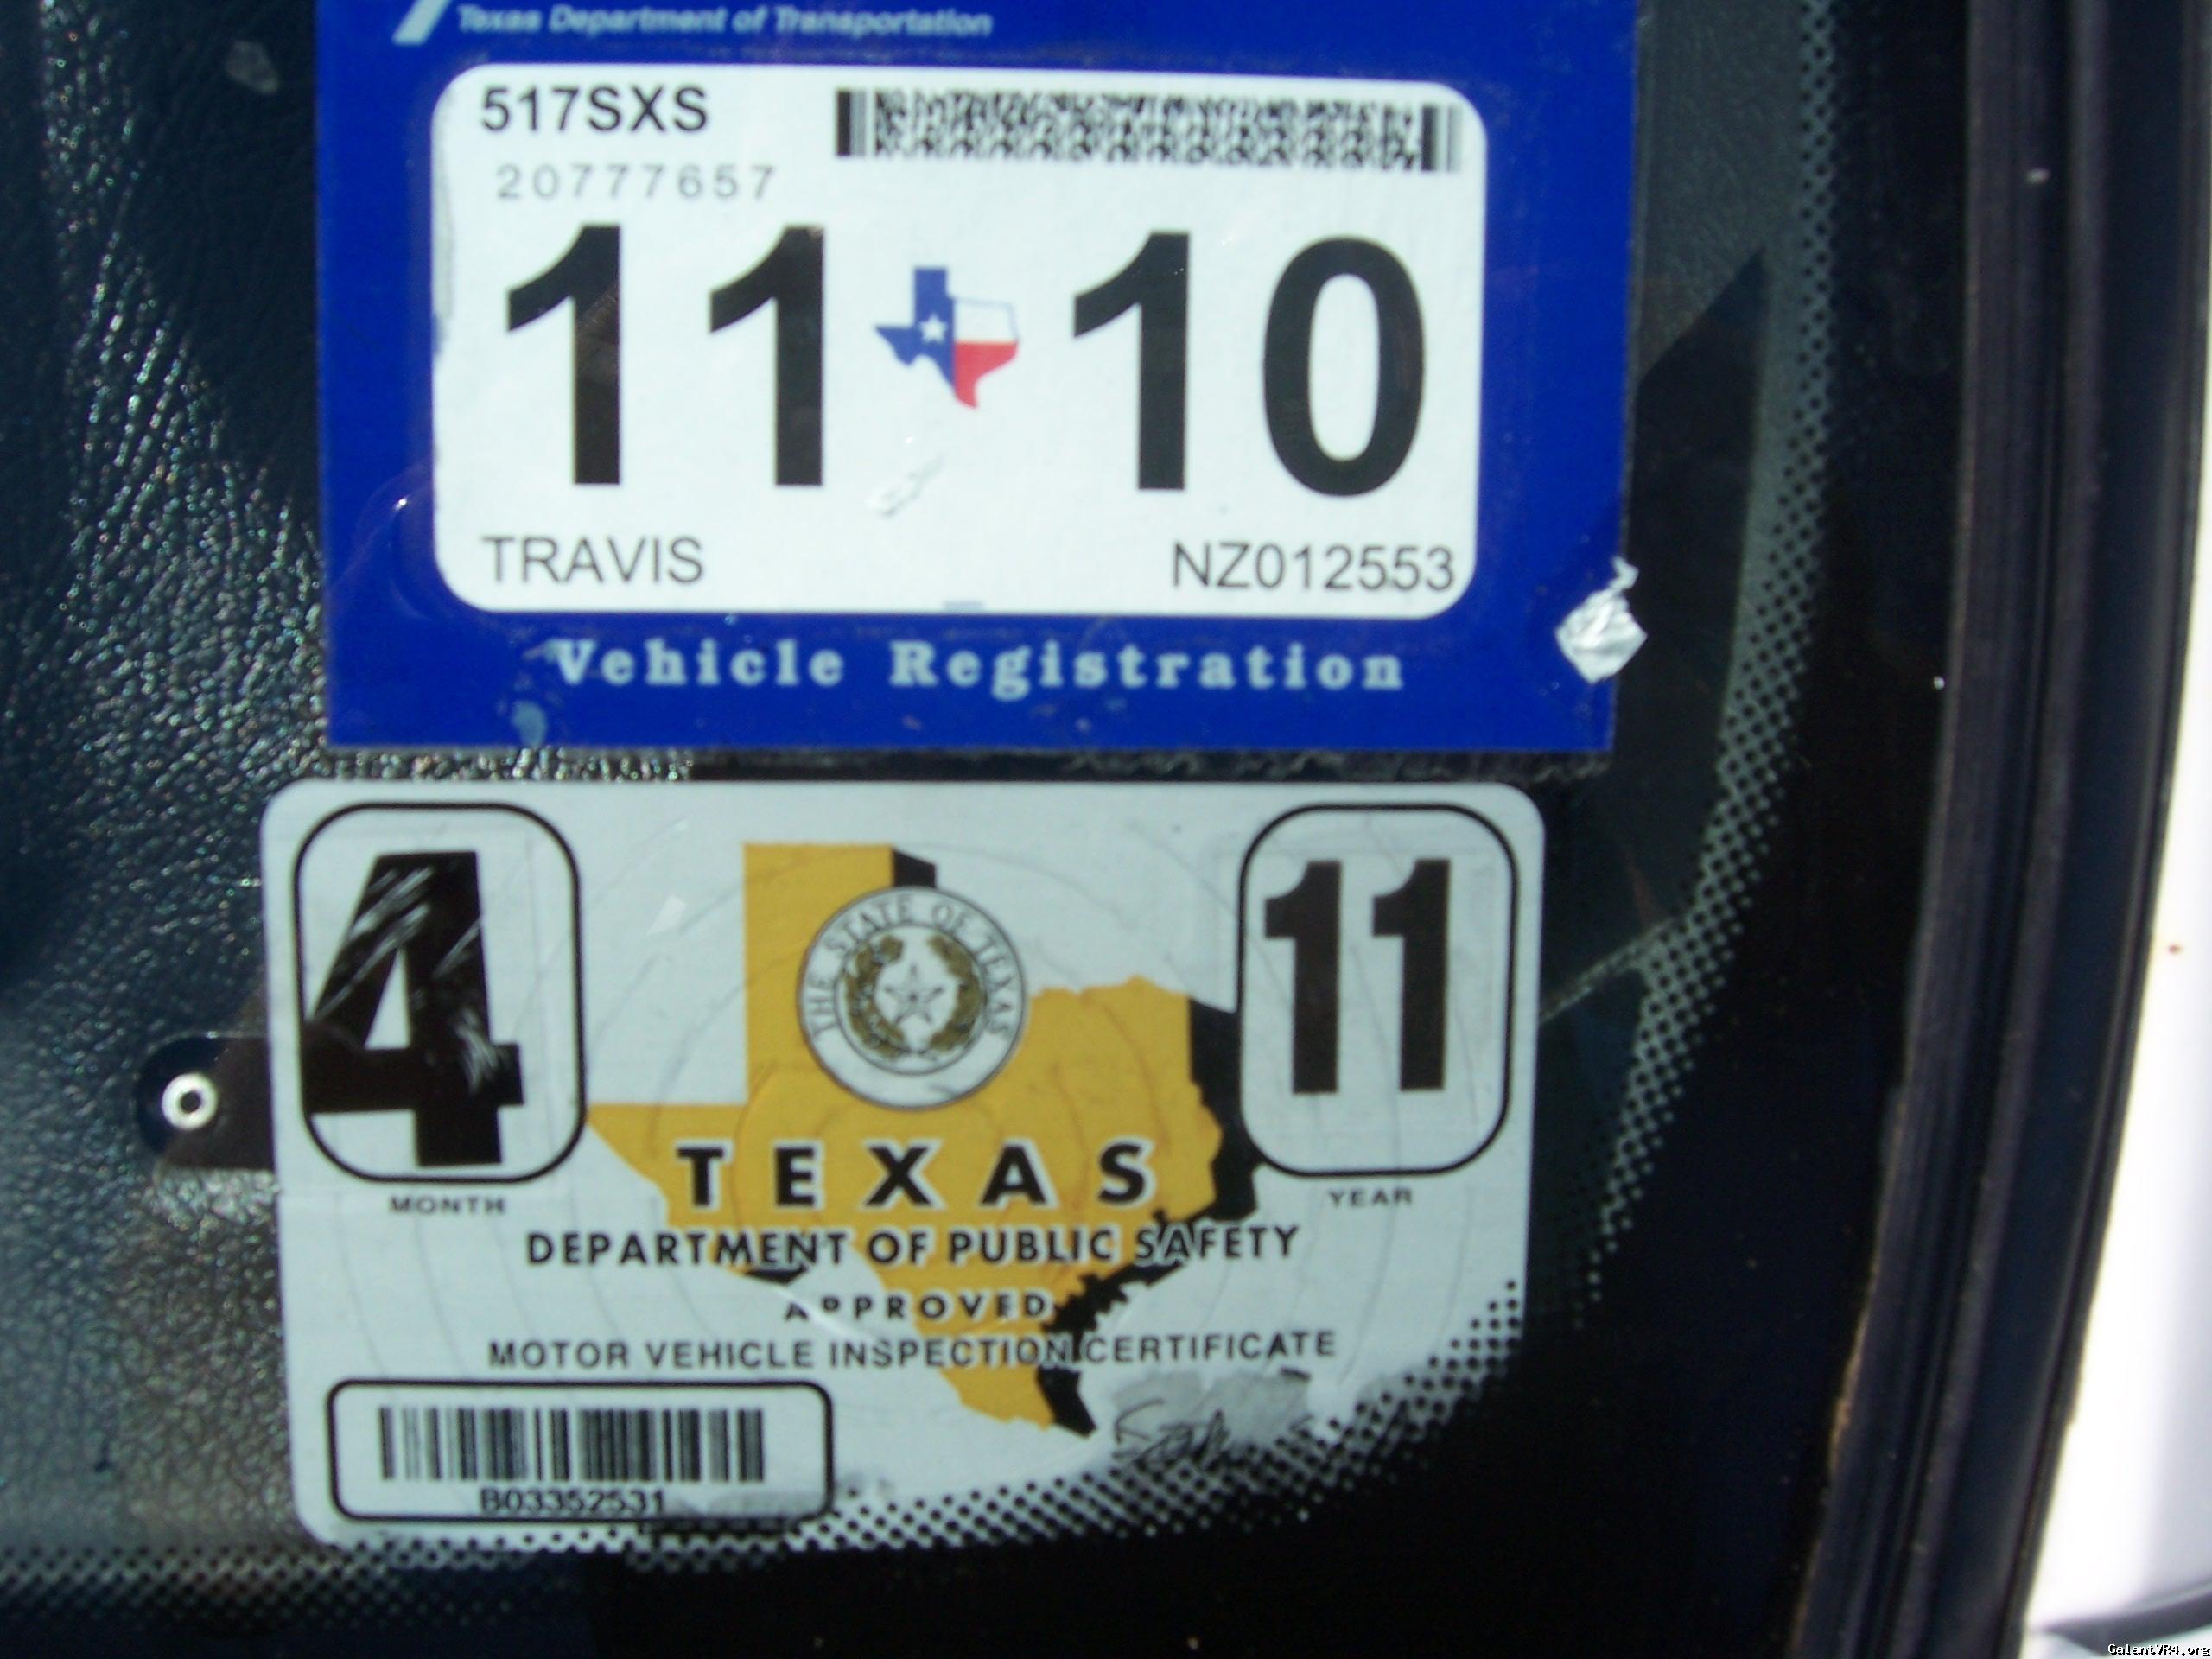 Texas Department of Transportation
517SXS
20777657
11 10
TRAVIS NZ012553
Vehicle Registration
4 11
THE STATE OF TEXAS
MONTH YEAR
TEXAS
DEPARTMENT OF PUBLIC SAFETY
APPROVED
MOTOR VEHICLE INSPECTION CERTIFICATE
B03352531
GalantVR4.org